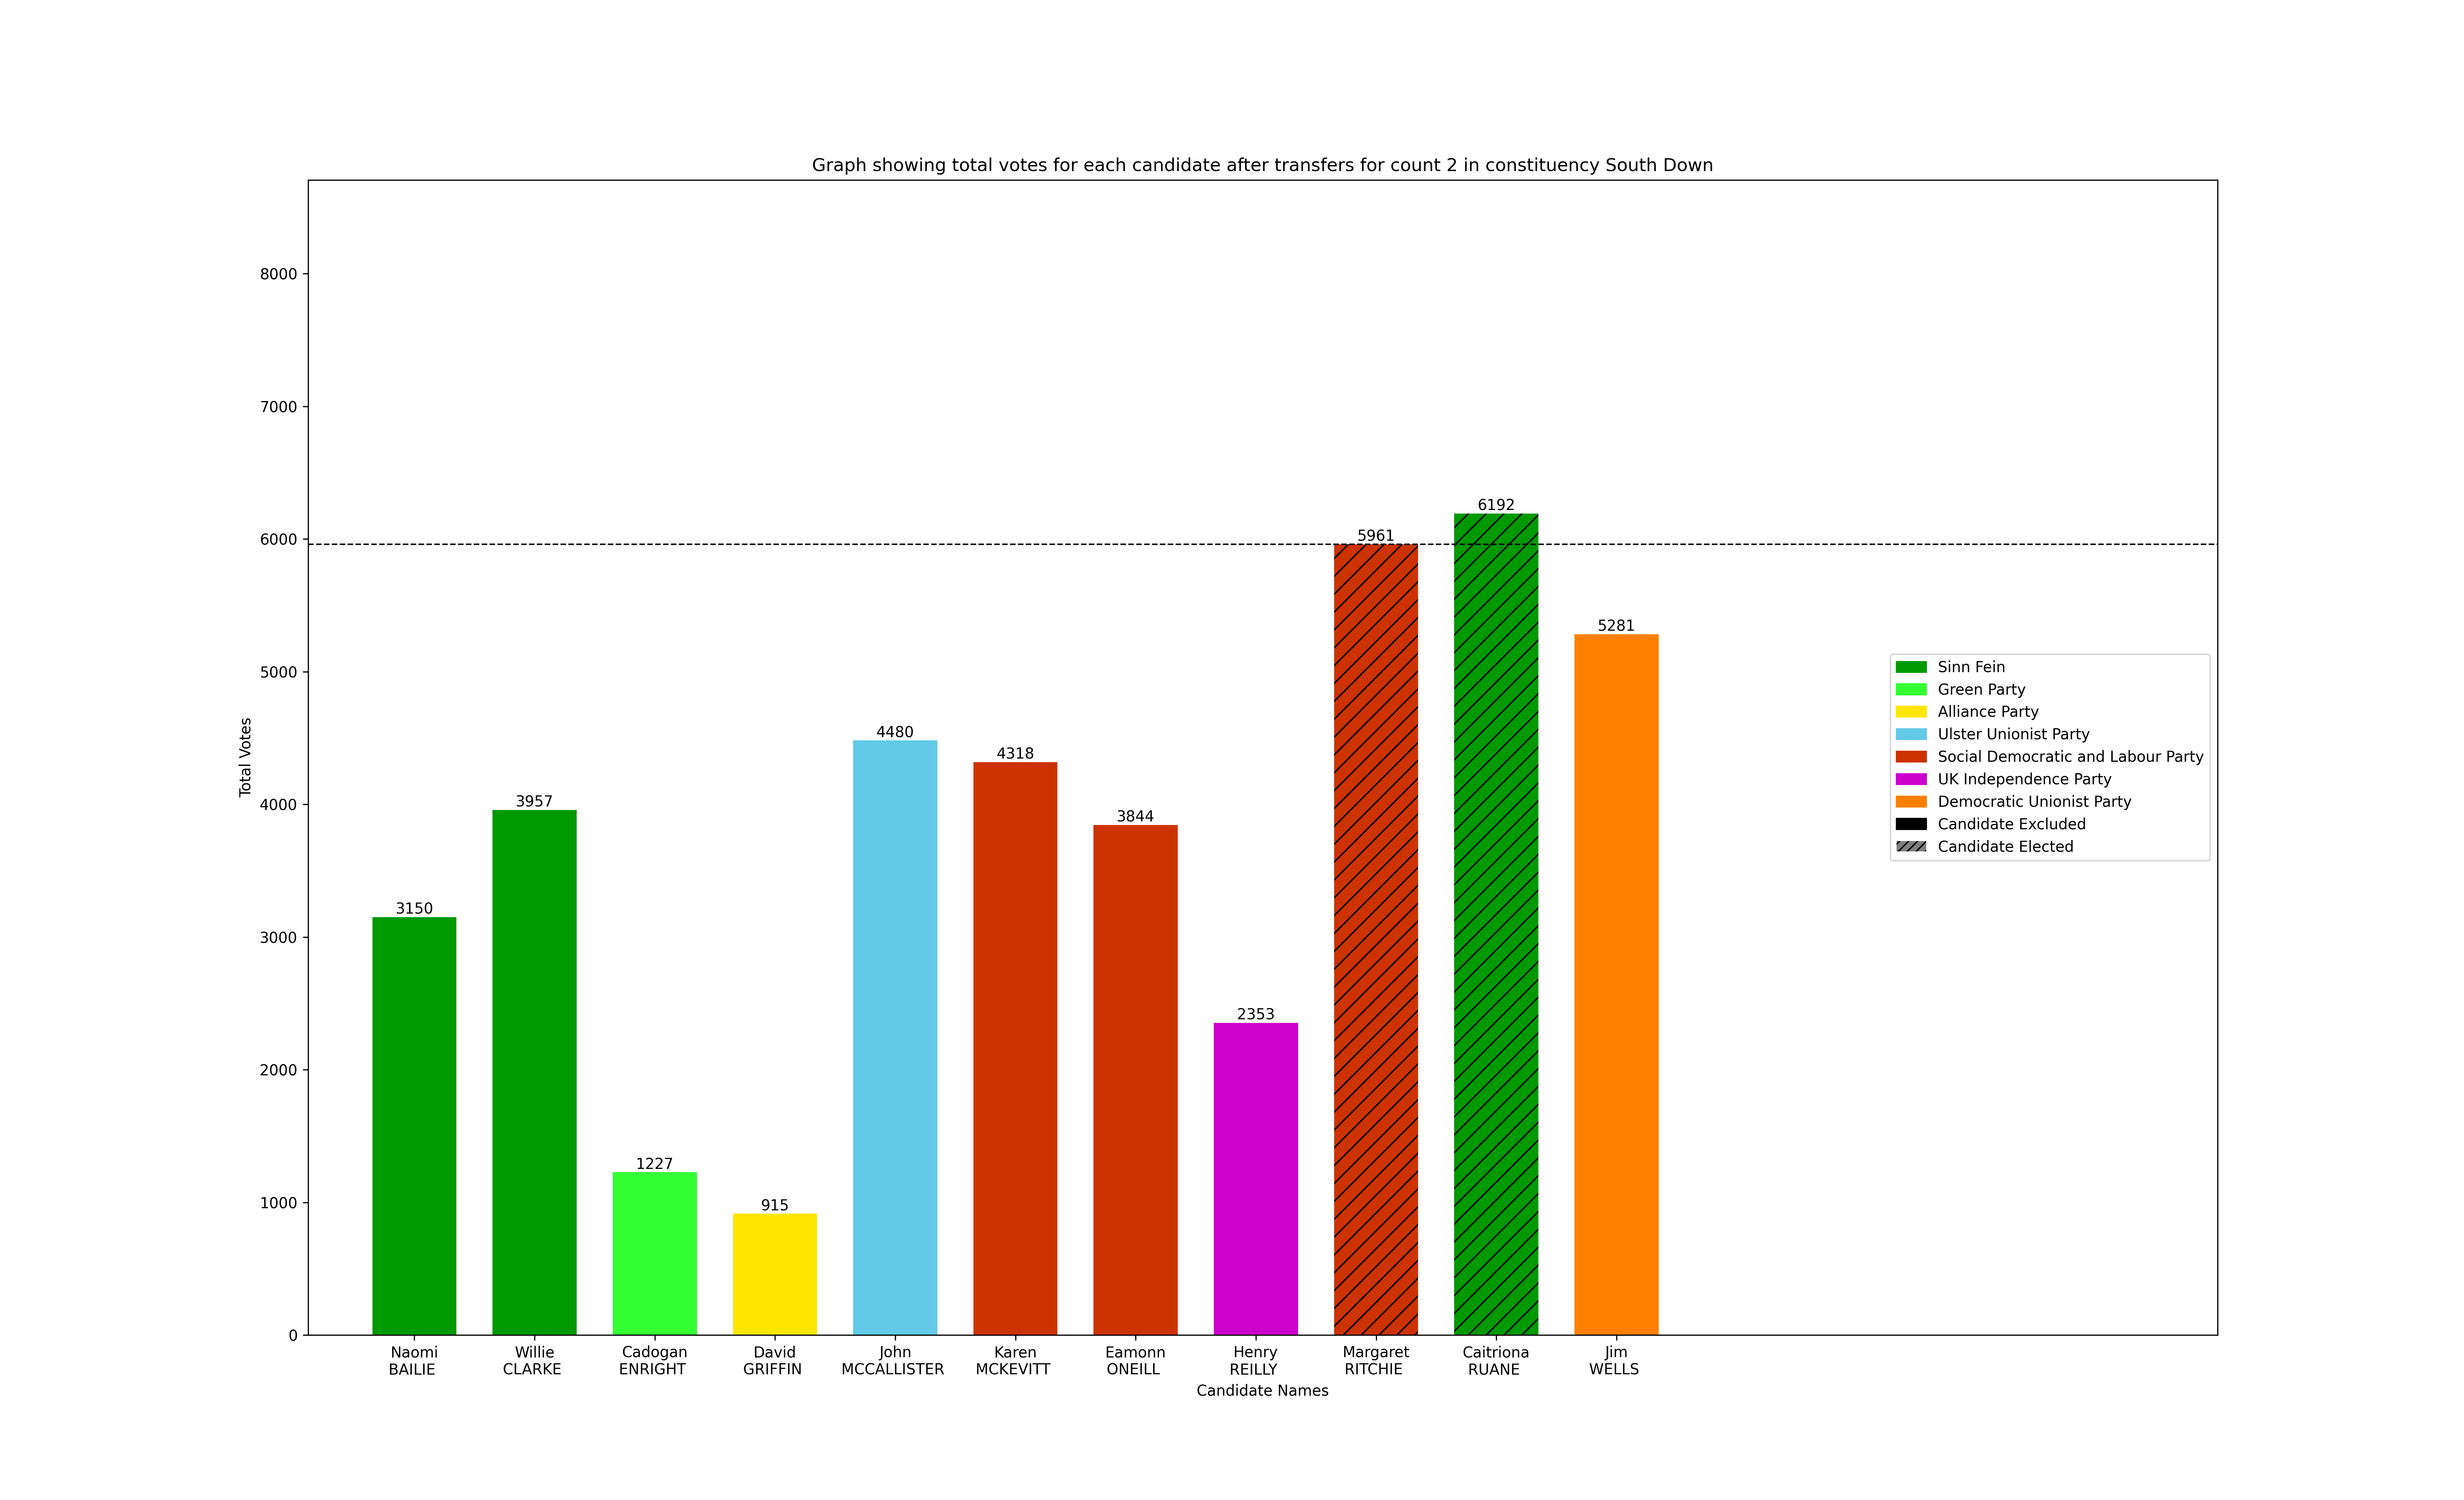 Graph showing total votes for each candidate after transfers for count 2 in constituency South Down
8000
7000
6000
5000
4000
3000
2000
1000
0
Total Votes
3150
3957
1227
915
4480
4318
3844
2353
5961
6192
5281
Sinn Fein
Green Party
Alliance Party
Ulster Unionist Party
Social Democratic and Labour Party
UK Independence Party
Democratic Unionist Party
Candidate Excluded
Candidate Elected
Naomi
BAILIE
Willie
CLARKE
Cadogan
ENRIGHT
David
GRIFFIN
John
MCCALLISTER
Karen
MCKEVITT
Eamonn
ONEILL
Henry
REILLY
Margaret
RITCHIE
Caitriona
RUANE
Jim
WELLS
Candidate Names